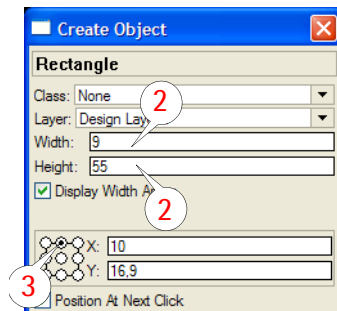 Create Object
Rectangle
Class: None
2
Layer: Design
Width: 9
Height: 55
Display Width
2
X: 10
Y: 16,9
3
Position At Next Click